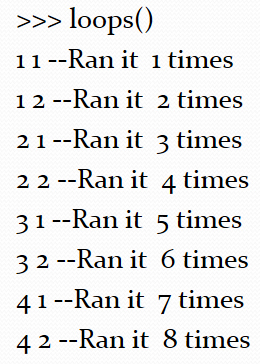 >>> loops()
1 1 --Ran it  1 times
1 2 --Ran it  2 times
2 1 --Ran it  3 times
2 2 --Ran it  4 times
3 1 --Ran it  5 times
3 2 --Ran it  6 times
4 1 --Ran it  7 times
4 2 --Ran it  8 times